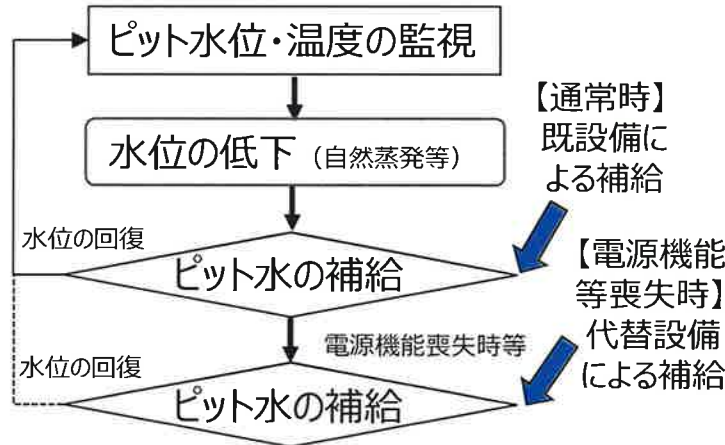 ピット水位・温度の監視
水位の低下（自然蒸発等）
【通常時】
既設備に
よる補給
水位の回復
ピット水の補給
【電源機能
等喪失時】
代替設備
による補給
電源機能喪失時等
水位の回復
ピット水の補給